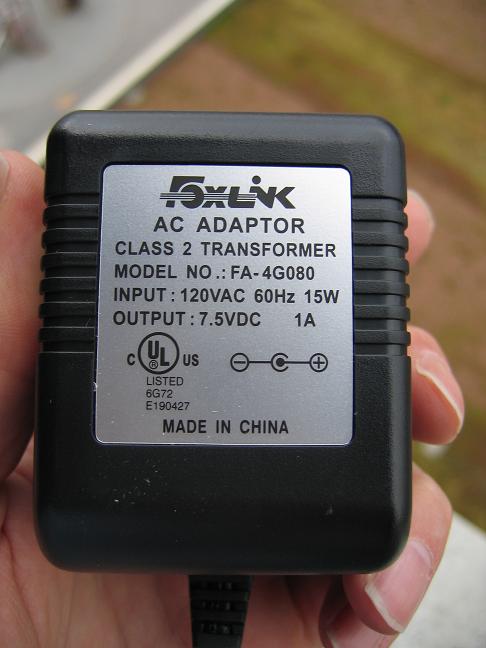 FOXLINK
AC ADAPTOR
CLASS 2 TRANSFORMER
MODEL NO.: FA-4G080
INPUT : 120VAC 60Hz 15W
OUTPUT : 7.5VDC 1A
C UL US
®
LISTED
6G72
E190427
MADE IN CHINA